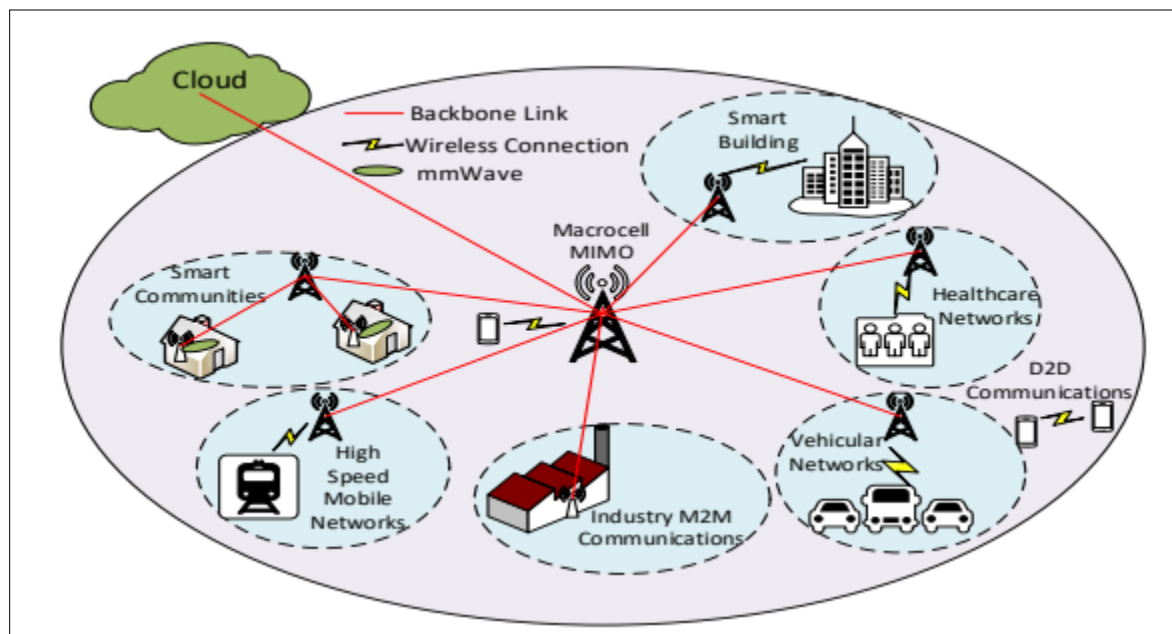 Cloud
Backbone Link
Wireless Connection
mmWave
Smart
Building
Macrocell
MIMO
Smart
Communities
Healthcare
Networks
D2D
Communications
High
Speed
Mobile
Networks
Industry M2M
Communications
Vehicular
Networks